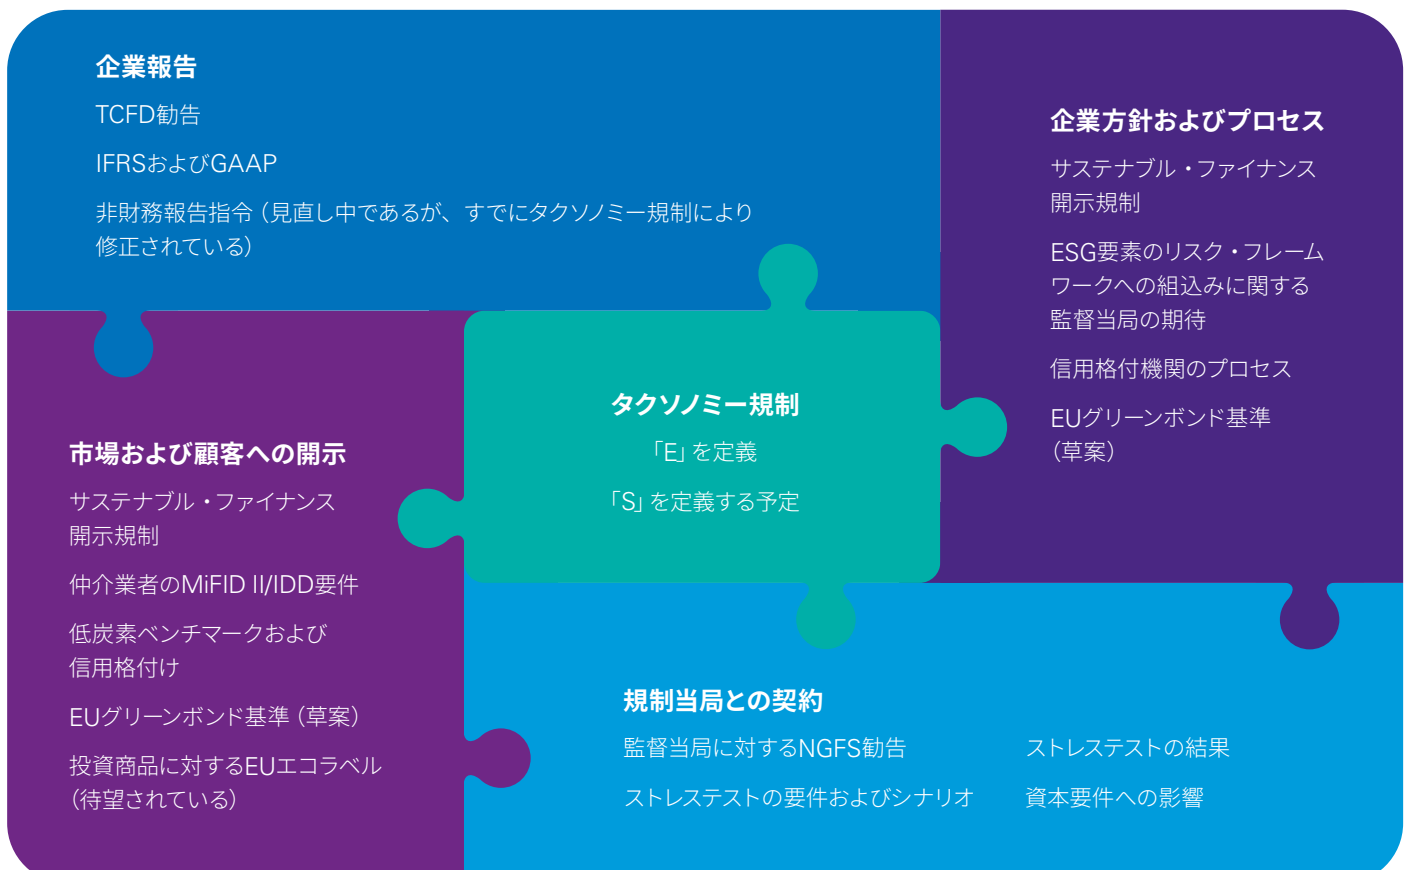 企業報告
TCFD勧告
IFRSおよびGAAP
非財務報告指令（見直し中であるが、すでにタクソノミー規制により
修正されている）
企業方針およびプロセス
サステナブル・ファイナンス
開示規制
ESG要素のリスク・フレーム
ワークへの組込みに関する
監督当局の期待
信用格付機関のプロセス
EUグリーンボンド基準
（草案）
タクソノミー規制
「E」を定義
「S」を定義する予定
市場および顧客への開示
サステナブル・ファイナンス
開示規制
仲介業者のMiFID II/IDD要件
低炭素ベンチマークおよび
信用格付け
EUグリーンボンド基準（草案）
投資商品に対するEUエコラベル
（待望されている）
規制当局との契約
監督当局に対するNGFS勧告
ストレステストの要件およびシナリオ
ストレステストの結果
資本要件への影響